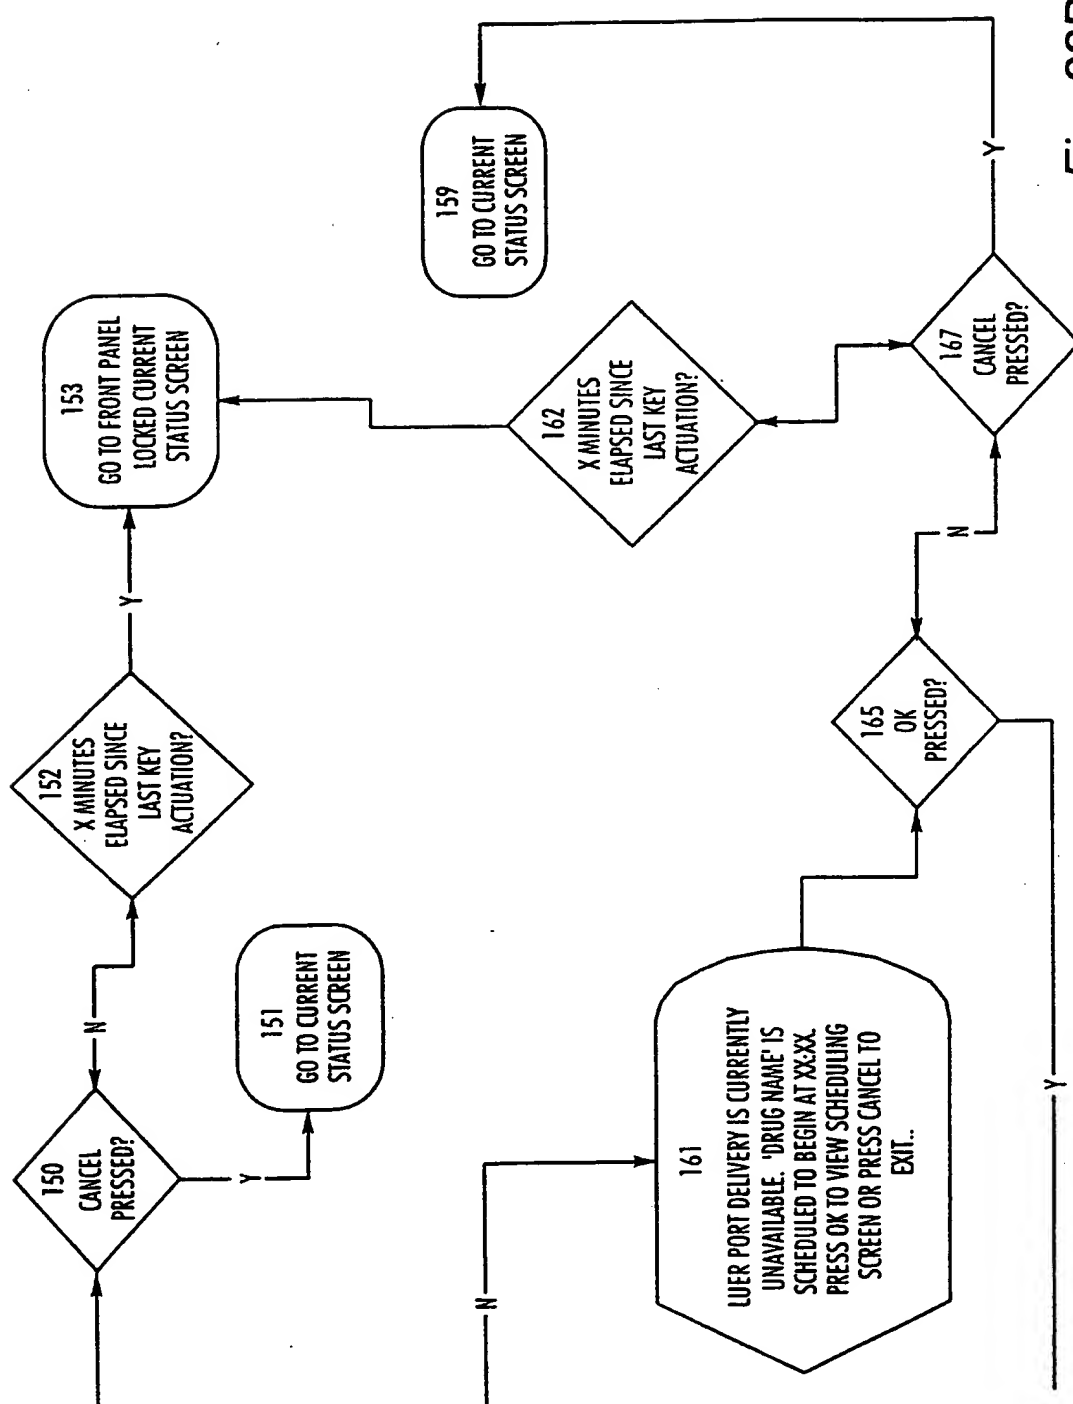 150
CANCEL
PRESSED?
N
Y
151
GO TO CURRENT
STATUS SCREEN
152
X MINUTES
ELAPSED SINCE
LAST KEY
ACTUATION?
Y
153
GO TO FRONT PANEL
LOCKED CURRENT
STATUS SCREEN
N
161
LUER PORT DELIVERY IS CURRENTLY
UNAVAILABLE. 'DRUG NAME' IS
SCHEDULED TO BEGIN AT XX:XX.
PRESS OK TO VIEW SCHEDULING
SCREEN OR PRESS CANCEL TO
EXIT..
165
OK
PRESSED?
Y
N
162
X MINUTES
ELAPSED SINCE
LAST KEY
ACTUATION?
167
CANCEL
PRESSED?
Y
159
GO TO CURRENT
STATUS SCREEN